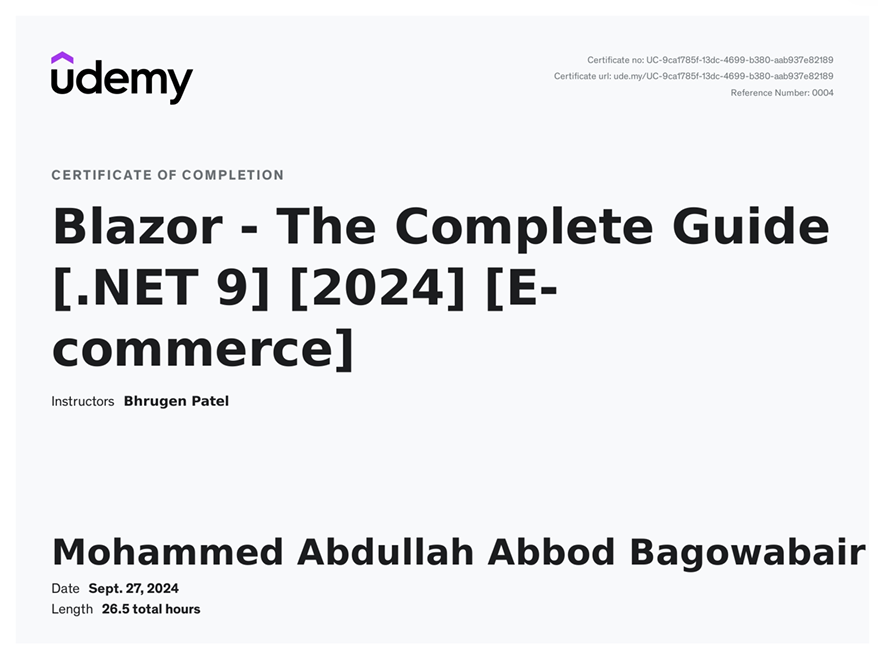 udemy
Certificate no: UC-9ca1785f-13dc-4699-b380-aab937e82189
Certificate url: ude.my/UC-9ca1785f-13dc-4699-b380-aab937e82189
Reference Number: 0004
CERTIFICATE OF COMPLETION
Blazor - The Complete Guide
[.NET 9] [2024] [E-
commerce]
Instructors Bhrugen Patel
Mohammed Abdullah Abbod Bagowabair
Date Sept. 27, 2024
Length 26.5 total hours